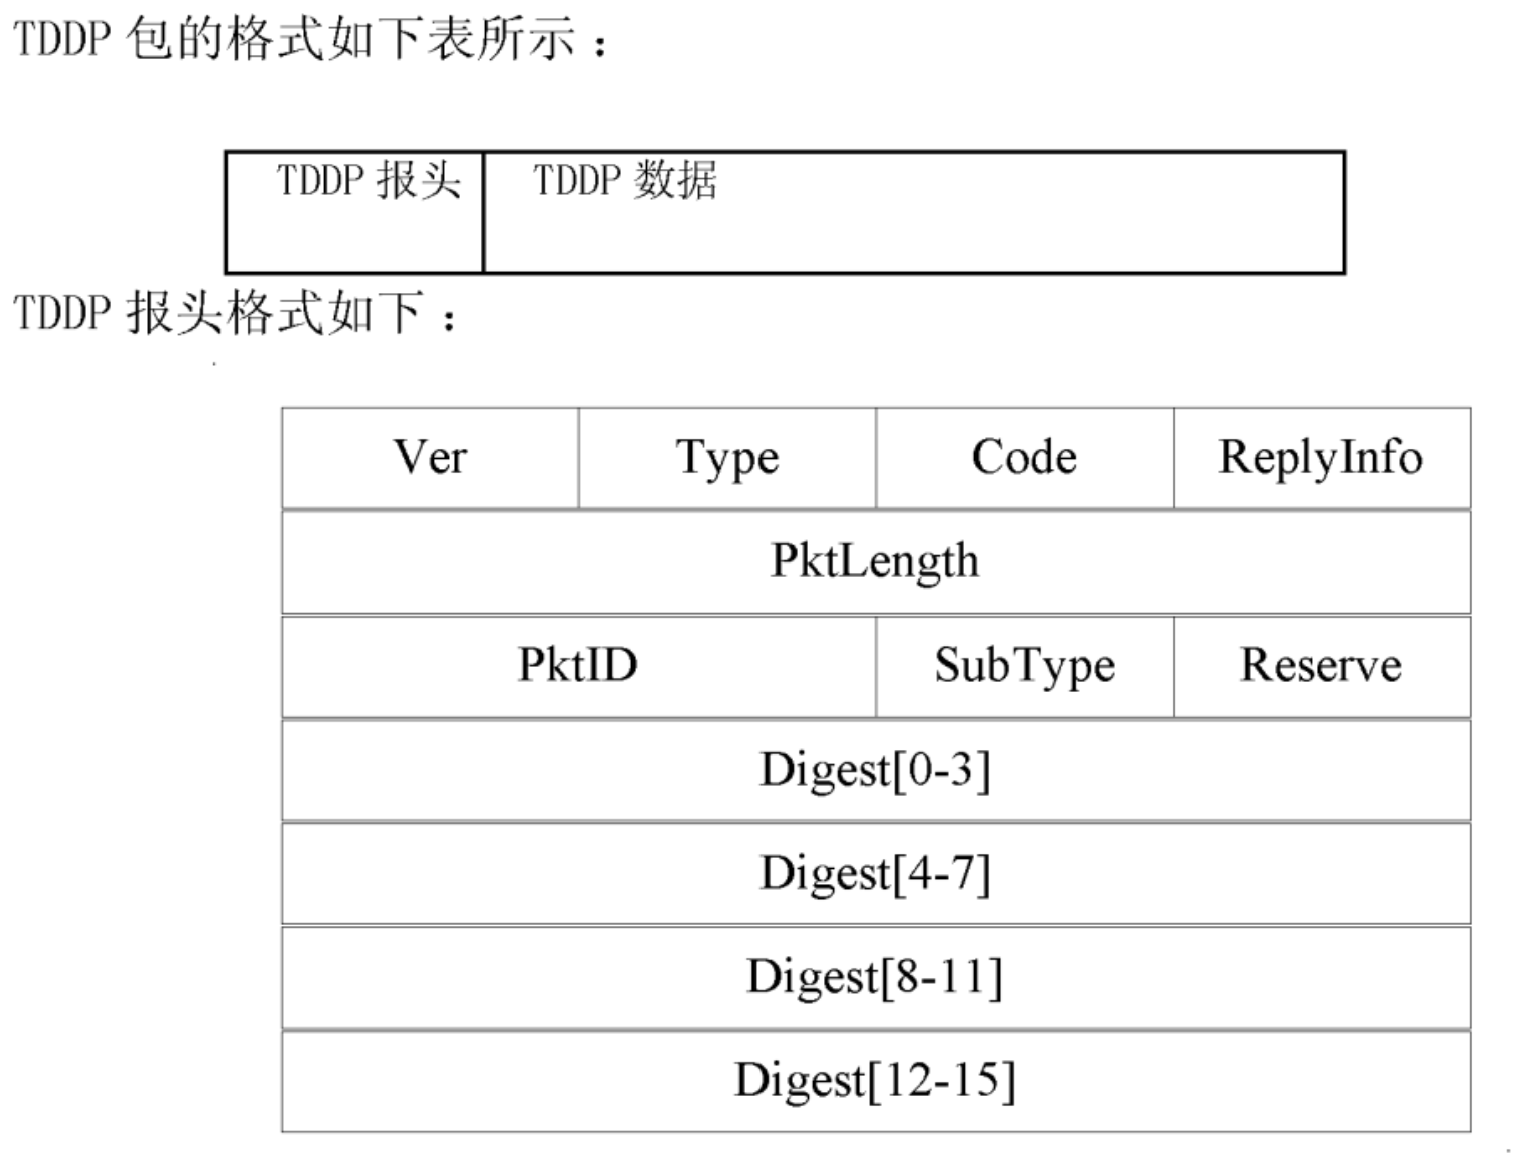 TDDP 包的格式如下表所示：
TDDP 报头 TDDP 数据
TDDP 报头格式如下：
Ver Type Code ReplyInfo
PktLength
PktID SubType Reserve
Digest[0-3]
Digest[4-7]
Digest[8-11]
Digest[12-15]